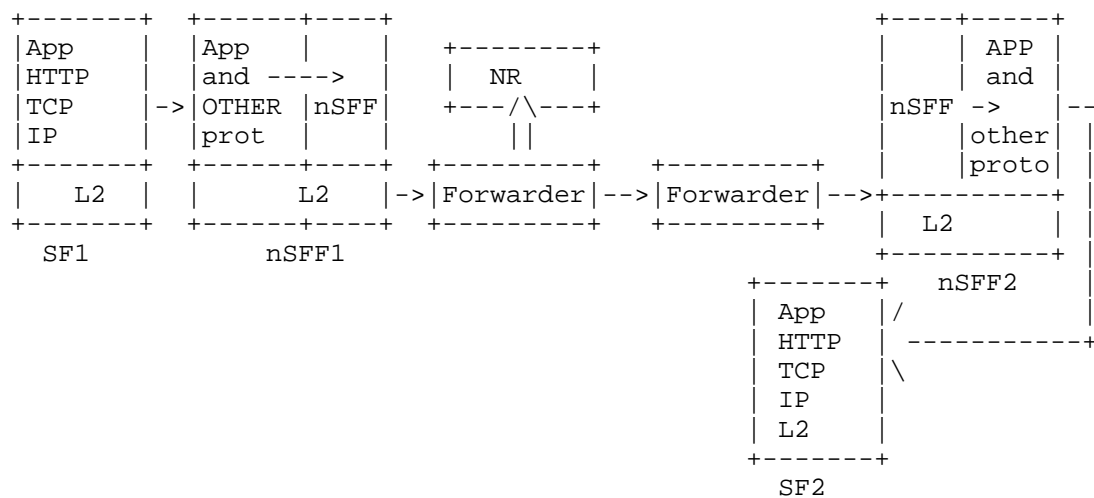 +-------+  +------+----+                            +----+-----+
|App    |  |App   |    |   +--------+               |    | APP |
|HTTP   |  |and ---->  |   |  NR    |               |    | and |
|TCP    |->|OTHER |nSFF|   +---/\---+               |nSFF ->   |--
|IP     |  |prot  |    |       ||                   |    |other| |
+-------+  +------+----+  +---------+   +---------+ |    |proto| |
|   L2  |  |     L2    |->|Forwarder|-->|Forwarder|-->+----------+ |
+-------+  +------+----+  +---------+   +---------+ |  L2      | |
SF1          nSFF1                                  +----------+ |
+-------+  nSFF2      |
| App   |/            |
| HTTP  | -----------+
| TCP   |\
| IP    |
| L2    |
+-------+
SF2